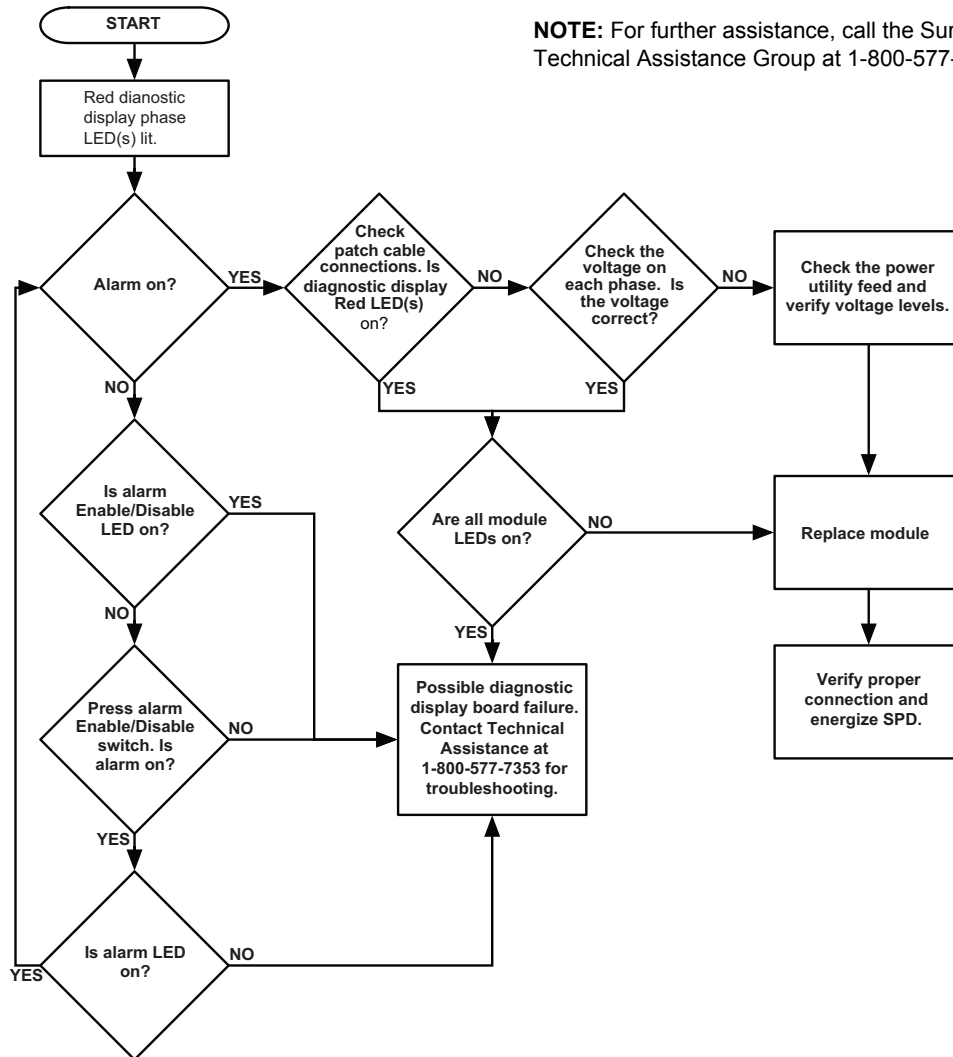 START
NOTE: For further assistance, call the Sur
Technical Assistance Group at 1-800-577-
Red dianostic
display phase
LED(s) lit.
Alarm on?
YES
Check
patch cable
connections. Is
diagnostic display
Red LED(s)
on?
NO
Check the
voltage on
each phase. Is
the voltage
correct?
NO
Check the power
utility feed and
verify voltage levels.
NO
YES
YES
Is alarm
Enable/Disable
LED on?
YES
Are all module
LEDs on?
NO
Replace module
NO
YES
Press alarm
Enable/Disable
switch. Is
alarm on?
NO
Possible diagnostic
display board failure.
Contact Technical
Assistance at
1-800-577-7353 for
troubleshooting.
Verify proper
connection and
energize SPD.
YES
Is alarm LED
on?
NO
YES